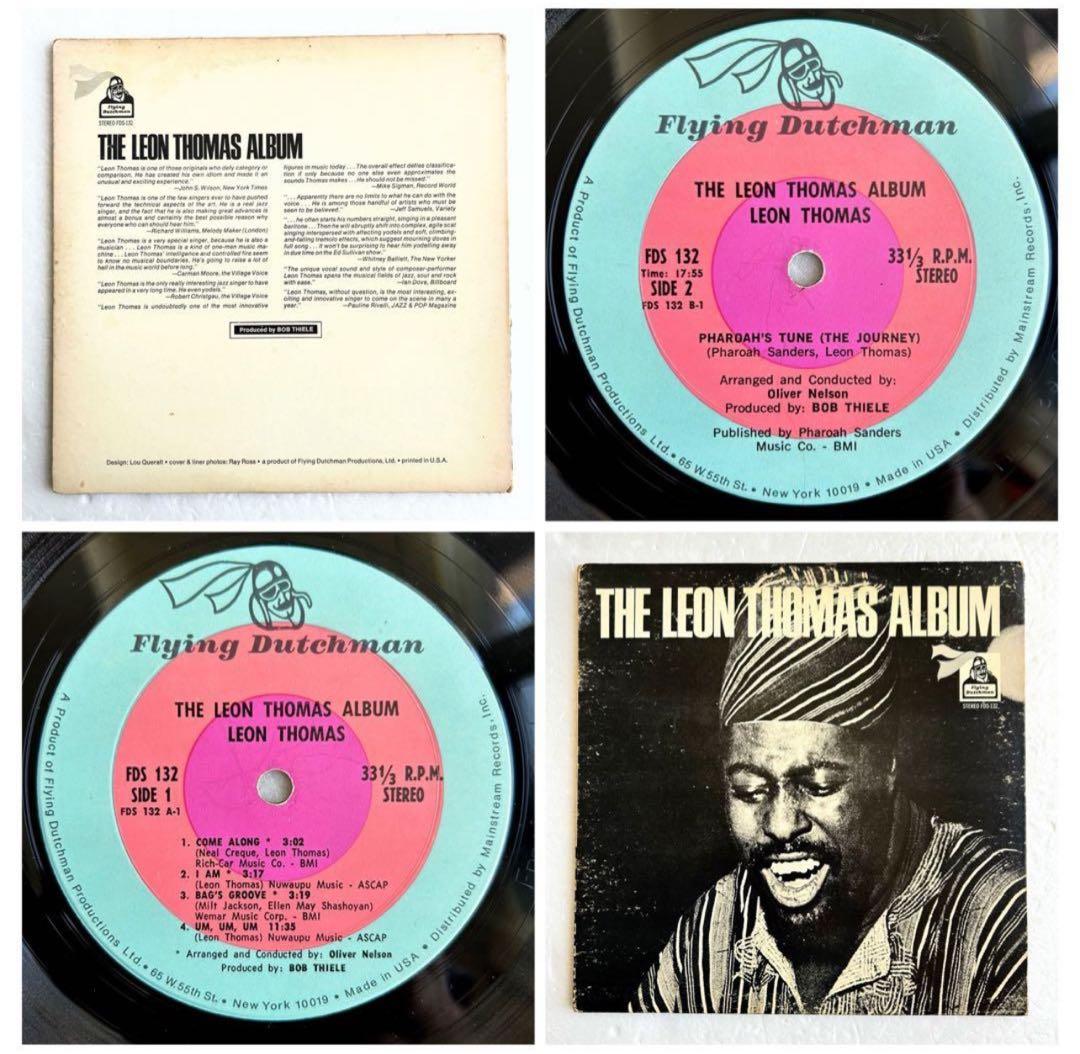 Flying
Dutchman
STEREO FDS-132
THE LEON THOMAS ALBUM
"Leon Thomas is one of those originals who defy category or
comparison. He has created his own idiom and made it an
unusual and exciting experience."
—John S. Wilson, New York Times
"Leon Thomas is one of the few singers ever to have pushed
forward the technical aspects of the art. He is a real jazz
singer, and the fact that he is also making great advances is
almost a bonus and certainly the best possible reason why
everyone who can should hear him."
—Richard Williams, Melody Maker (London)
"Leon Thomas is a very special singer, because he is also a
musician . . . Leon Thomas is a kind of one-man music ma-
chine . . . Leon Thomas' intelligence and controlled fire seem
to know no musical boundaries. He's going to raise a lot of
hell in the music world before long."
—Carman Moore, the Village Voice
"Leon Thomas is the only really interesting jazz singer to have
appeared in a very long time. He even yodels."
—Robert Christgau, the Village Voice
"Leon Thomas is undoubtedly one of the most innovative
figures in music today . . . The overall effect defies classifica-
tion if only because no one else even approximates the
sounds Thomas makes . . . He should not be missed."
—Mike Sigman, Record World
". . . Apparently there are no limits to what he can do with the
voice . . . He is among those handful of artists who must be
seen to be believed."
—Jeff Samuels, Variety
". . . he often starts his numbers straight, singing in a pleasant
baritone . . . Then he will abruptly shift into complex, agile scat
singing interspersed with affecting yodels and soft, climbing-
and-falling tremolo effects, which suggest mourning doves in
full song . . . It won't be surprising to hear him yodelling away
in due time on the Ed Sullivan show."
—Whitney Balliett, The New Yorker
"The unique vocal sound and style of composer-performer
Leon Thomas spans the musical fields of jazz, soul and rock
with ease."
—Ian Dove, Billboard
"Leon Thomas, without question, is the most interesting, ex-
citing and innovative singer to come on the scene in many a
year."
—Pauline Rivelli, JAZZ & POP Magazine
Produced by BOB THIELE
Design: Lou Queralt • cover & liner photos: Ray Ross • a product of Flying Dutchman Productions, Ltd. • printed in U.S.A.
Flying Dutchman
THE LEON THOMAS ALBUM
LEON THOMAS
FDS 132
Time: 17:55
SIDE 2
FDS 132 B-1
33 1/3 R.P.M.
STEREO
PHAROAH'S TUNE (THE JOURNEY)
(Pharoah Sanders, Leon Thomas)
Arranged and Conducted by:
Oliver Nelson
Produced by: BOB THIELE
Published by Pharoah Sanders
Music Co. - BMI
A Product of Flying Dutchman Productions Ltd. • 65 W. 55th St. • New York 10019 • Made in USA • Distributed by Mainstream Records, Inc.
Flying Dutchman
THE LEON THOMAS ALBUM
LEON THOMAS
FDS 132
SIDE 1
FDS 132 A-1
33 1/3 R.P.M.
STEREO
1. COME ALONG * 3:02
(Neal Creque, Leon Thomas)
Rich-Car Music Co. - BMI
2. I AM * 3:17
(Leon Thomas) Nuwaupu Music - ASCAP
3. BAG'S GROOVE * 3:19
(Milt Jackson, Ellen May Shashoyan)
Wemar Music Corp. - BMI
4. UM, UM, UM 11:35
(Leon Thomas) Nuwaupu Music - ASCAP
* Arranged and Conducted by: Oliver Nelson
Produced by: BOB THIELE
A Product of Flying Dutchman Productions Ltd. • 65 W. 55th St. • New York 10019 • Made in USA • Distributed by Mainstream Records, Inc.
THE LEON THOMAS ALBUM
Flying
Dutchman
STEREO FDS-132